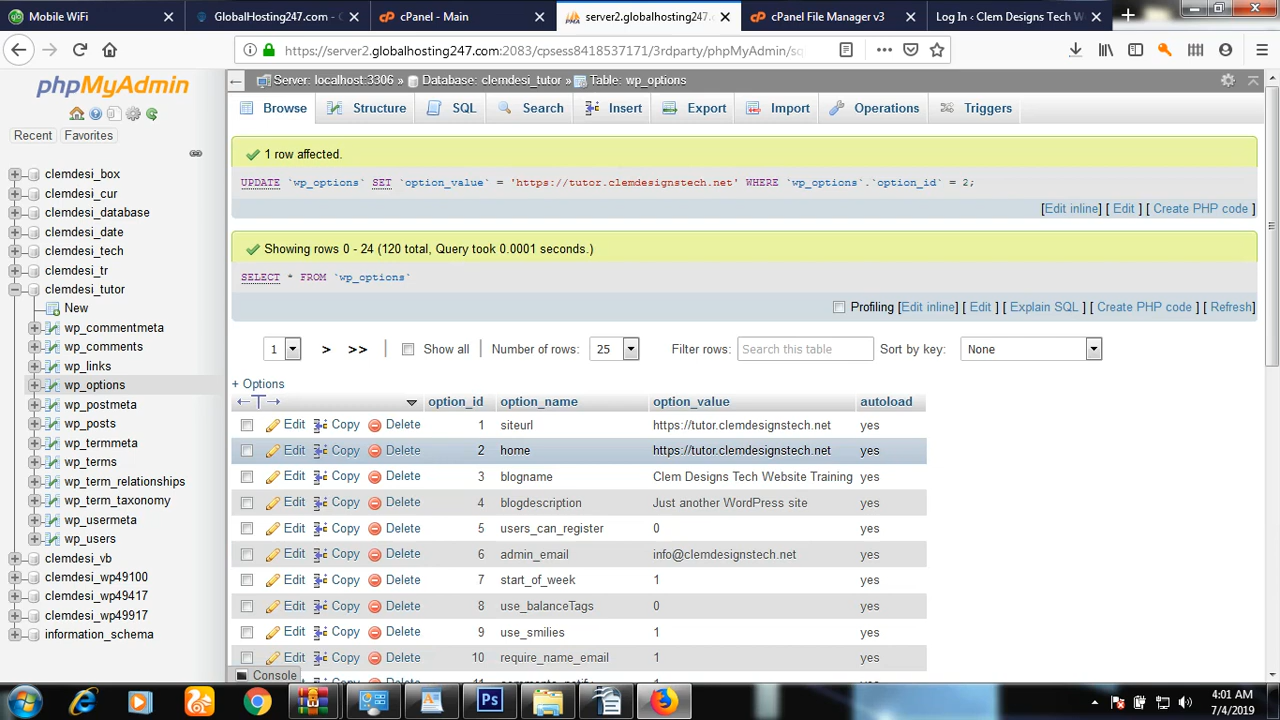 Mobile WiFi
GlobalHosting247.com - C
cPanel - Main
server2.globalhosting247.com
cPanel File Manager v3
Log In ‹ Clem Designs Tech W
https://server2.globalhosting247.com:2083/cpsess8418537171/3rdparty/phpMyAdmin/sq
phpMyAdmin
Recent
Favorites
clemdesi_box
clemdesi_cur
clemdesi_database
clemdesi_date
clemdesi_tech
clemdesi_tr
clemdesi_tutor
New
wp_commentmeta
wp_comments
wp_links
wp_options
wp_postmeta
wp_posts
wp_termmeta
wp_terms
wp_term_relationships
wp_term_taxonomy
wp_usermeta
wp_users
clemdesi_vb
clemdesi_wp49100
clemdesi_wp49417
clemdesi_wp49917
information_schema
Server: localhost:3306 » Database: clemdesi_tutor » Table: wp_options
Browse Structure SQL Search Insert Export Import Operations Triggers
1 row affected.
UPDATE `wp_options` SET `option_value` = 'https://tutor.clemdesignstech.net' WHERE `wp_options`.`option_id` = 2;
[Edit inline] [ Edit ] [ Create PHP code ]
Showing rows 0 - 24 (120 total, Query took 0.0001 seconds.)
SELECT * FROM `wp_options`
Profiling [Edit inline] [ Edit ] [ Explain SQL ] [ Create PHP code ] [ Refresh]
1 > >> | Show all | Number of rows: 25 Filter rows: Search this table Sort by key: None
+ Options
option_id option_name option_value autoload
Edit Copy Delete 1 siteurl https://tutor.clemdesignstech.net yes
Edit Copy Delete 2 home https://tutor.clemdesignstech.net yes
Edit Copy Delete 3 blogname Clem Designs Tech Website Training yes
Edit Copy Delete 4 blogdescription Just another WordPress site yes
Edit Copy Delete 5 users_can_register 0 yes
Edit Copy Delete 6 admin_email info@clemdesignstech.net yes
Edit Copy Delete 7 start_of_week 1 yes
Edit Copy Delete 8 use_balanceTags 0 yes
Edit Copy Delete 9 use_smilies 1 yes
Edit Copy Delete 10 require_name_email 1 yes
Console
Ps
4:01 AM
7/4/2019